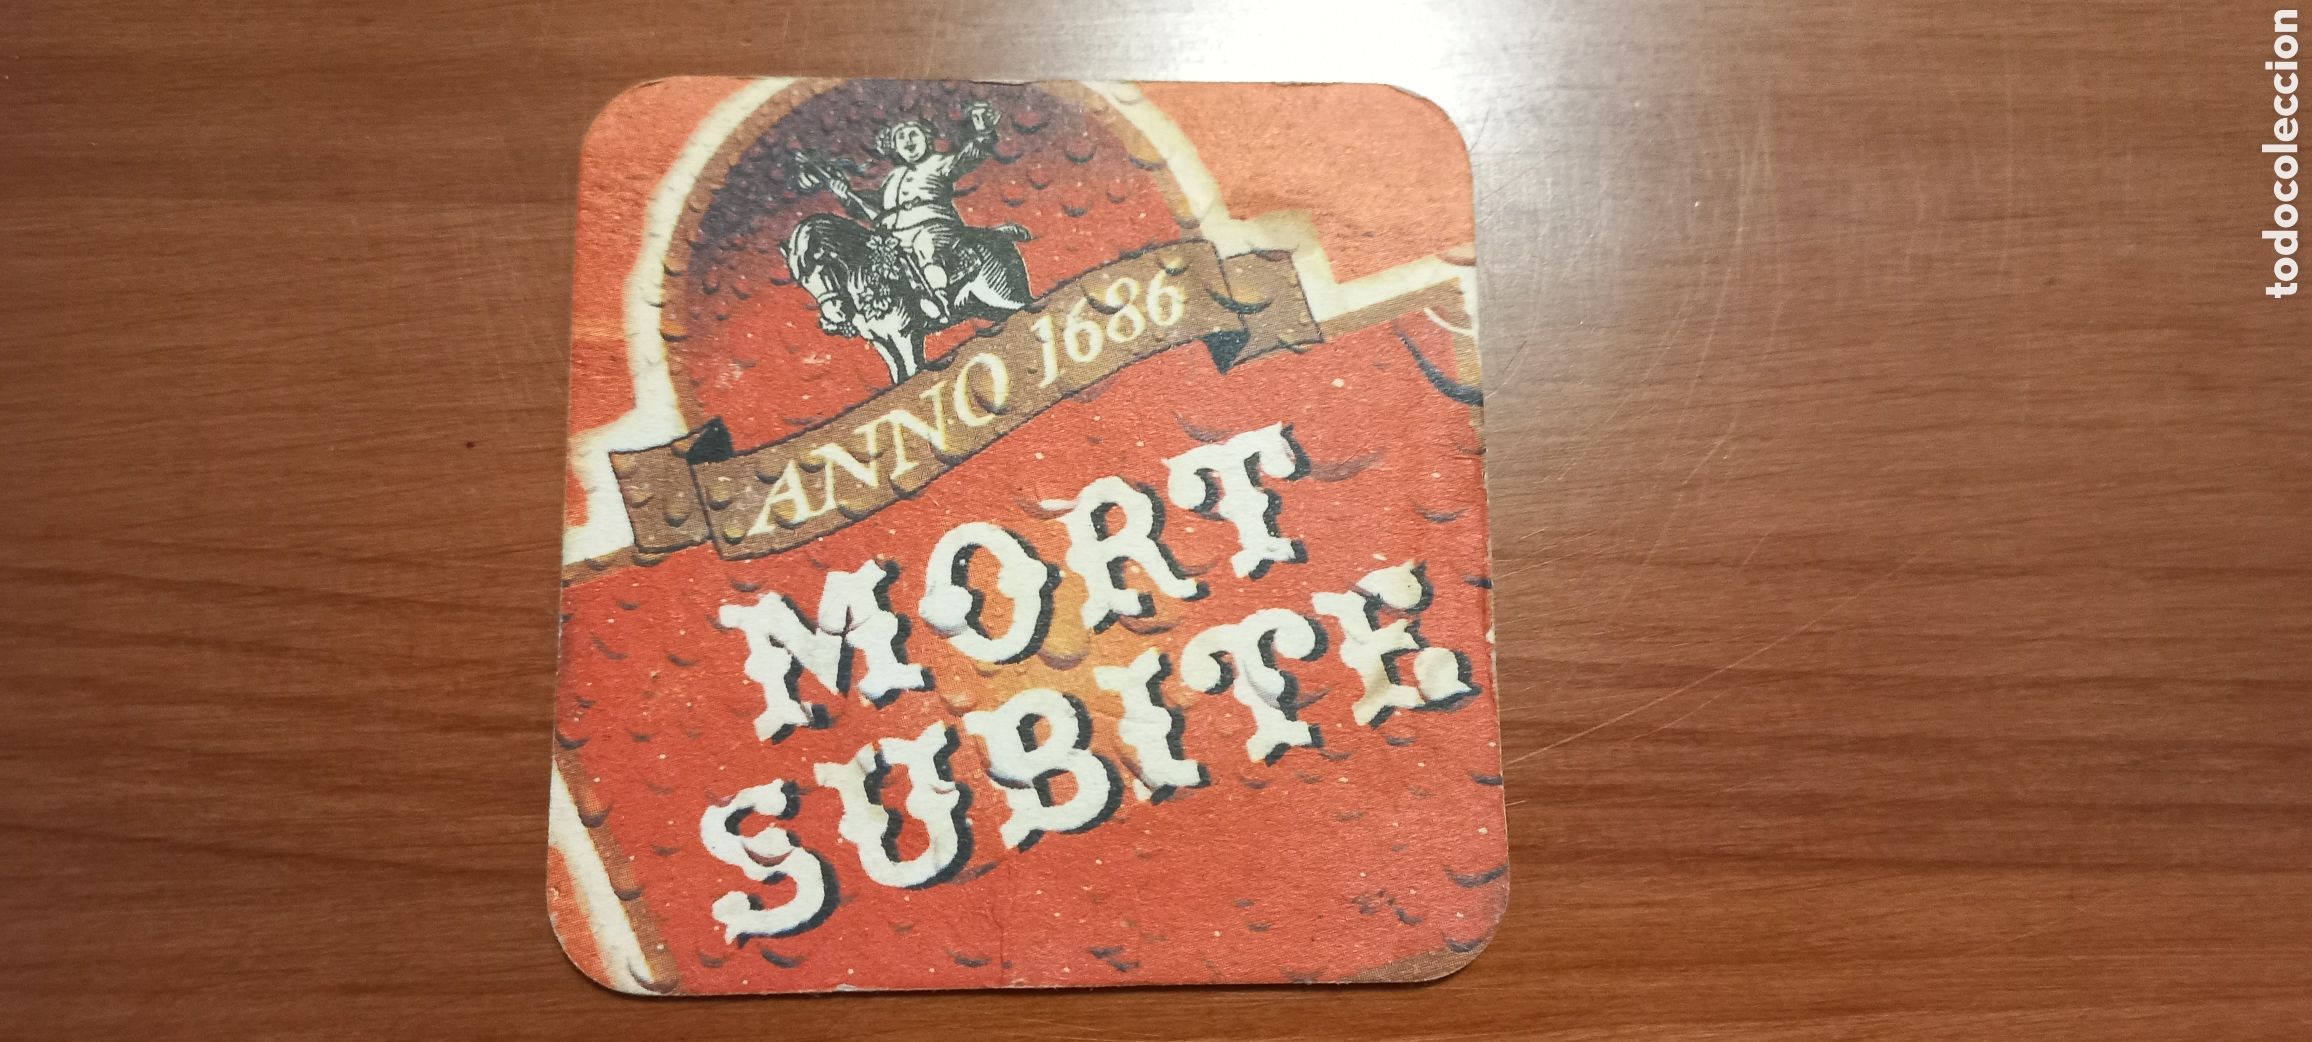 ANNO 1686
MORT
SUBITE
todocoleccion